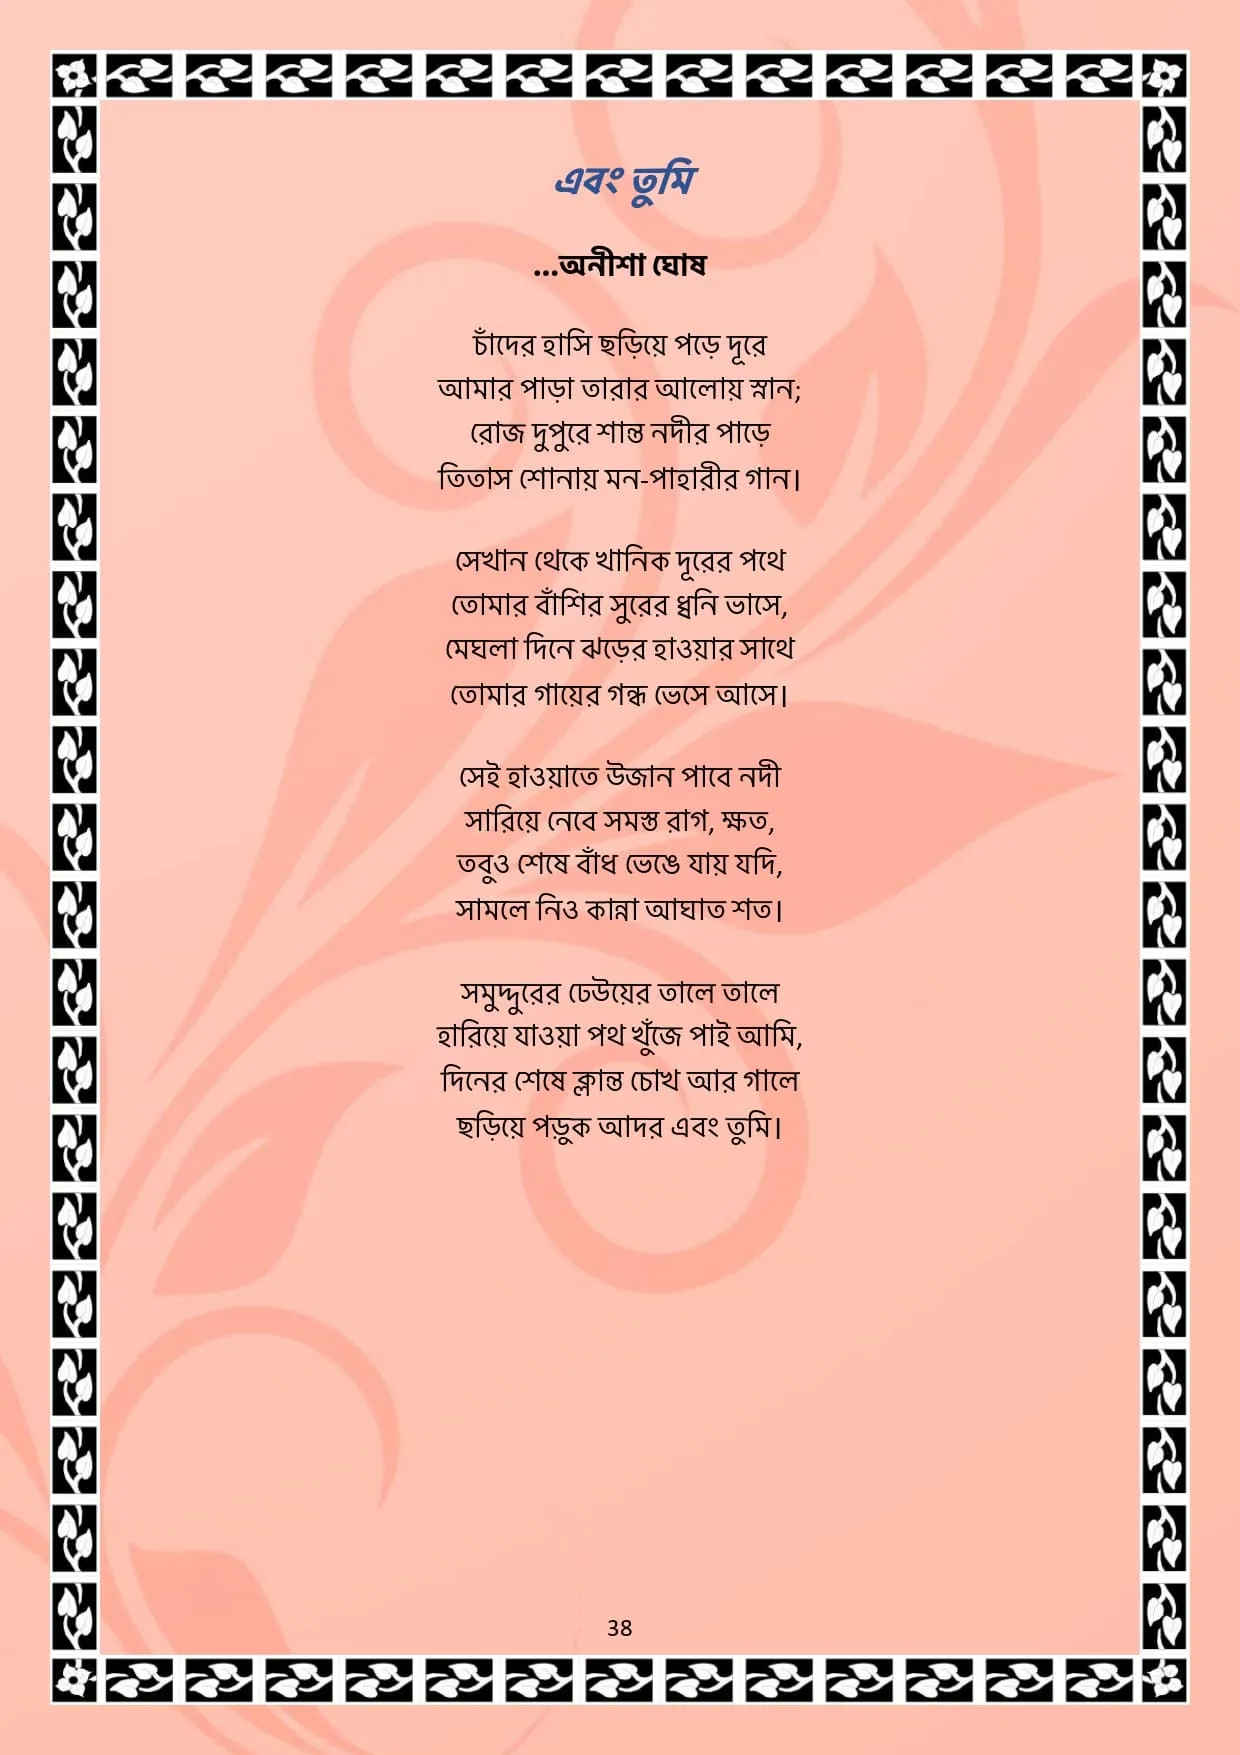 এবং তুমি
...অনীশা ঘোষ
চাঁদের হাসি ছড়িয়ে পড়ে দূরে
আমার পাড়া তারার আলোয় স্নান;
রোজ দুপুরে শান্ত নদীর পাড়ে
তিতাস শোনায় মন-পাহারীর গান।
সেখান থেকে খানিক দূরের পথে
তোমার বাঁশির সুরের ধ্বনি ভাসে,
মেঘলা দিনে ঝড়ের হাওয়ার সাথে
তোমার গায়ের গন্ধ ভেসে আসে।
সেই হাওয়াতে উজান পাবে নদী
সারিয়ে নেবে সমস্ত রাগ, ক্ষত,
তবুও শেষে বাঁধ ভেঙে যায় যদি,
সামলে নিও কান্না আঘাত শত।
সমুদ্দুরের ঢেউয়ের তালে তালে
হারিয়ে যাওয়া পথ খুঁজে পাই আমি,
দিনের শেষে ক্লান্ত চোখ আর গালে
ছড়িয়ে পড়ুক আদর এবং তুমি।
38